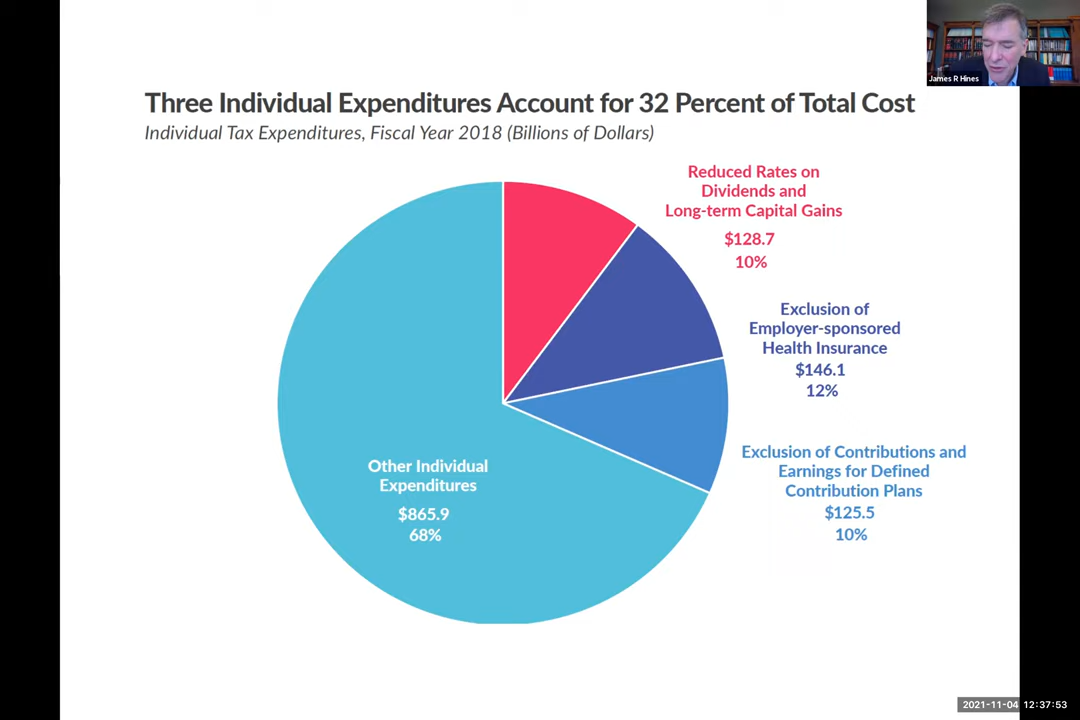 James R Hines
Three Individual Expenditures Account for 32 Percent of Total Cost
Individual Tax Expenditures, Fiscal Year 2018 (Billions of Dollars)
Reduced Rates on
Dividends and
Long-term Capital Gains
$128.7
10%
Exclusion of
Employer-sponsored
Health Insurance
$146.1
12%
Exclusion of Contributions and
Earnings for Defined
Contribution Plans
$125.5
10%
Other Individual
Expenditures
$865.9
68%
2021-11-04 12:37:53